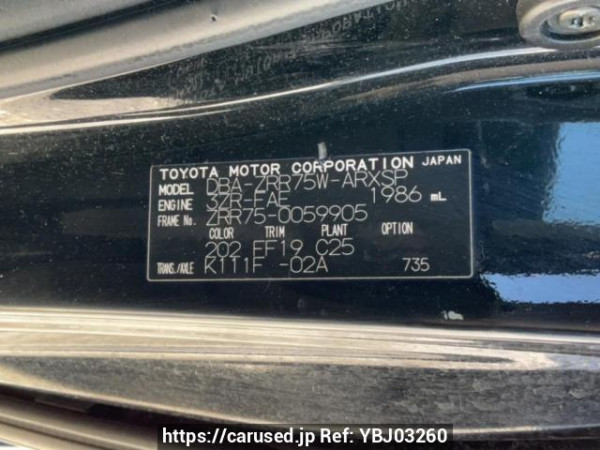 TOYOTA MOTOR CORPORATION JAPAN
MODEL DBA-ZRR75W-ARXSP
ENGINE 3ZR-FAE 1986 mL
FRAME No. ZRR75-0059905
COLOR TRIM PLANT OPTION
202 FF19 C25
TRANS./AXLE K111F -02A 735
https://carused.jp Ref: YBJ03260